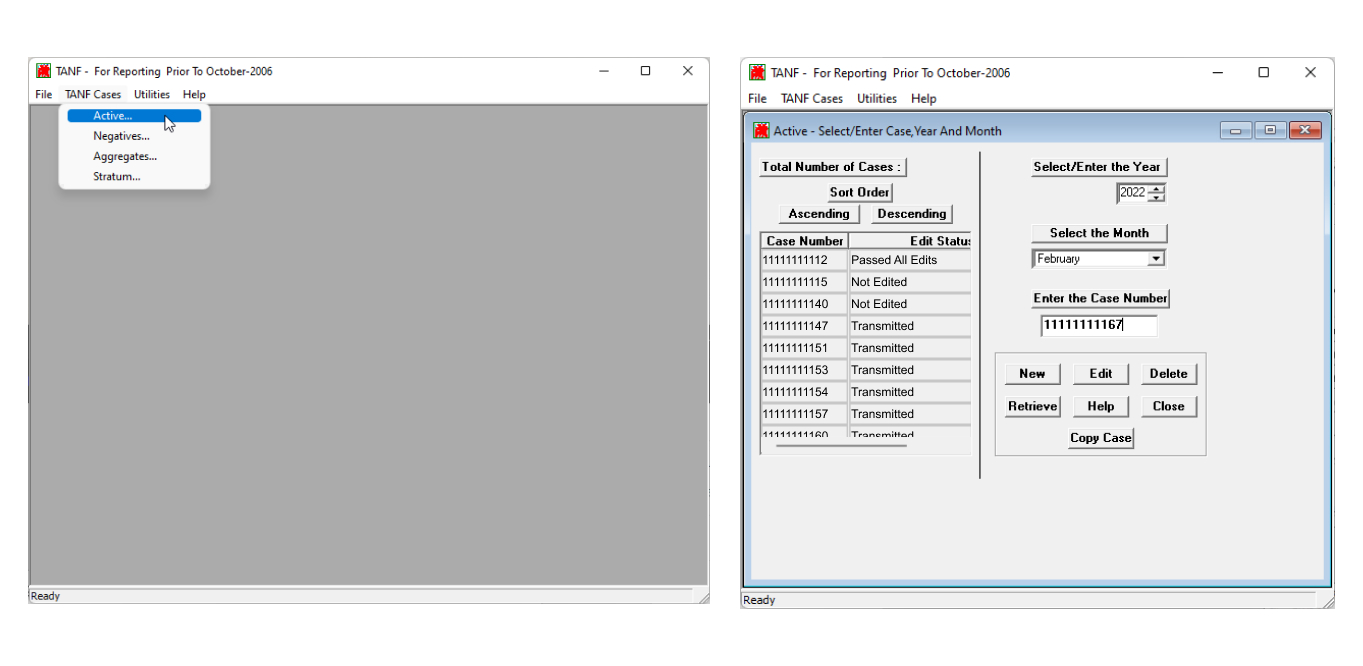 TANF - For Reporting Prior To October-2006
File TANF Cases Utilities Help
Active...
Negatives...
Aggregates...
Stratum...
Ready
TANF - For Reporting Prior To October-2006
File TANF Cases Utilities Help
Active - Select/Enter Case,Year And Month
Total Number of Cases :
Sort Order
Ascending Descending
Case Number Edit Status
11111111112 Passed All Edits
11111111115 Not Edited
11111111140 Not Edited
11111111147 Transmitted
11111111151 Transmitted
11111111153 Transmitted
11111111154 Transmitted
11111111157 Transmitted
11111111160 Transmitted
Select/Enter the Year
2022
Select the Month
February
Enter the Case Number
11111111167
New Edit Delete
Retrieve Help Close
Copy Case
Ready